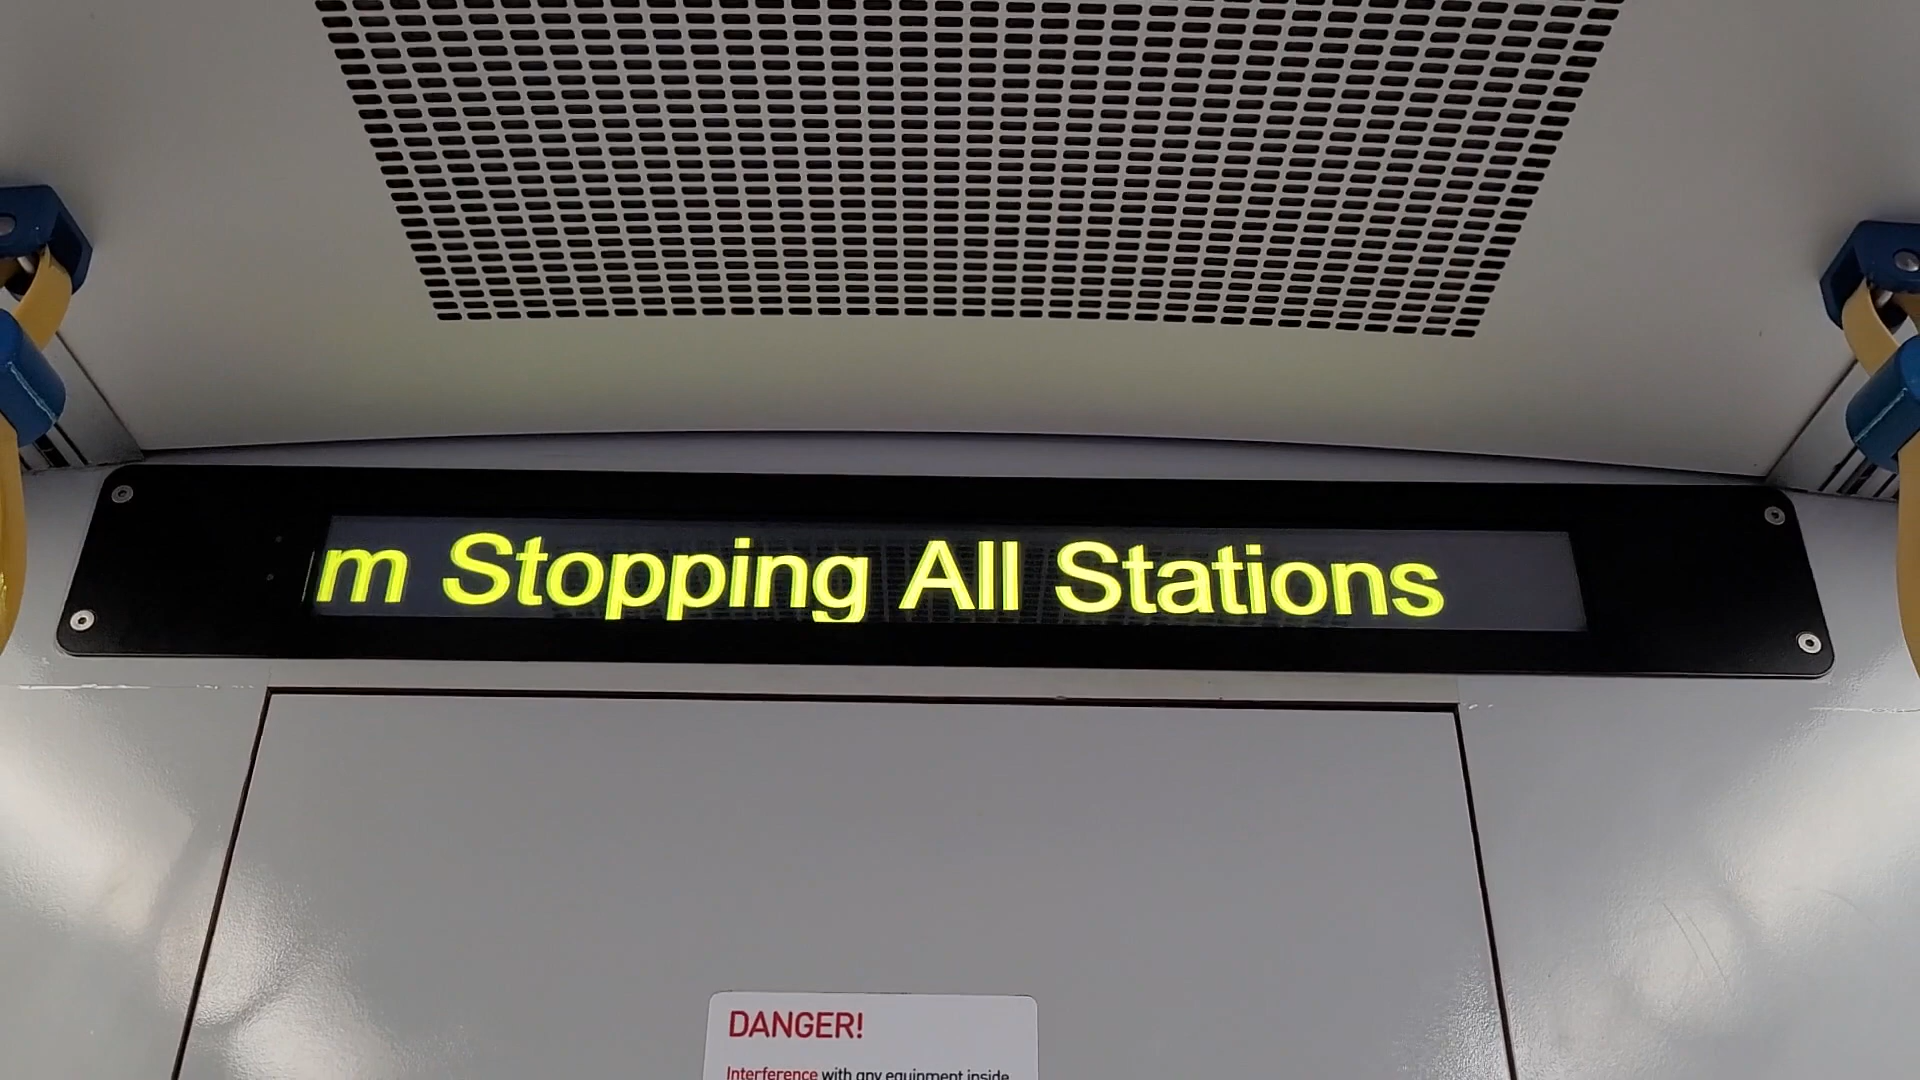 m Stopping All Stations
DANGER!
Interference with any equipment inside